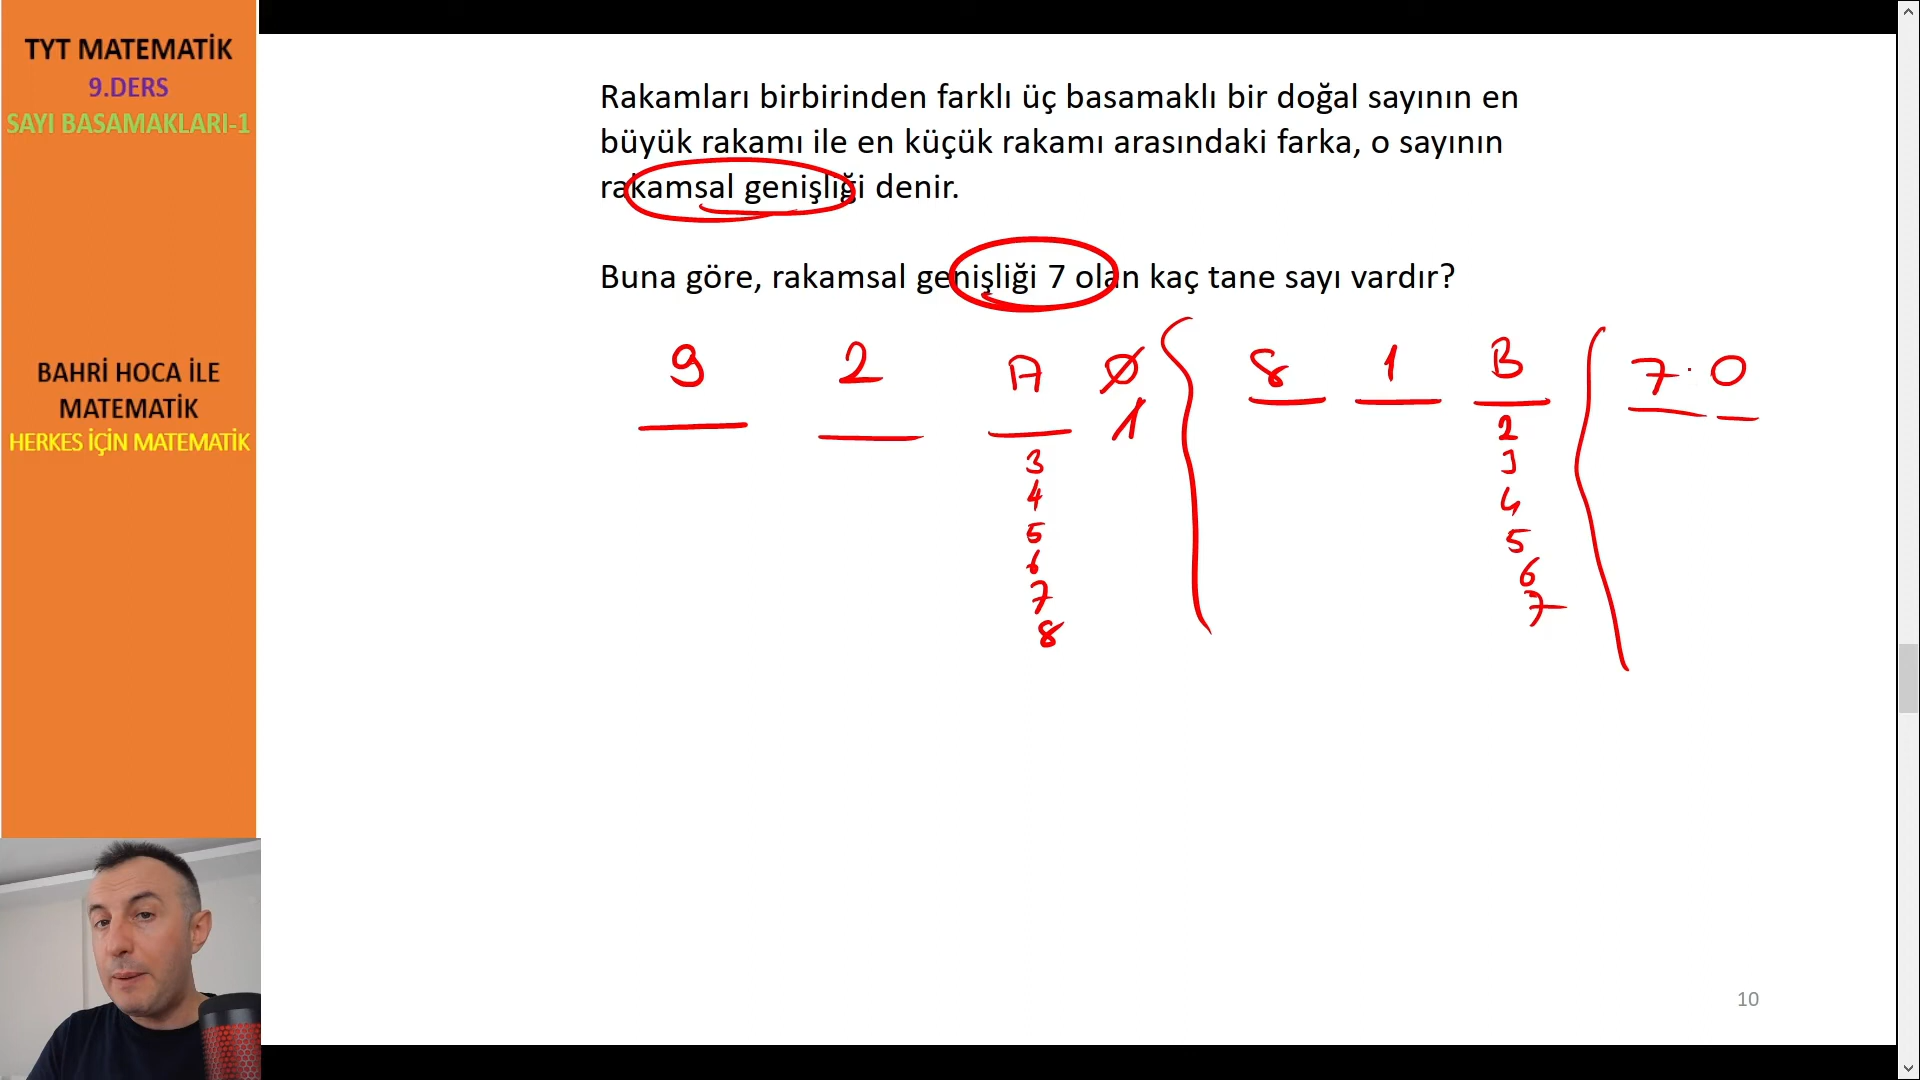 TYT MATEMATİK
9.DERS
SAYI BASAMAKLARI-1
BAHRİ HOCA İLE
MATEMATİK
HERKES İÇİN MATEMATİK
Rakamları birbirinden farklı üç basamaklı bir doğal sayının en
büyük rakamı ile en küçük rakamı arasındaki farka, o sayının
rakamsal genişliği denir.
Buna göre, rakamsal genişliği 7 olan kaç tane sayı vardır?
9 2 A 0
1
3
4
5
6
7
8
8 1 B
2
3
4
5
6
7
7 0
10